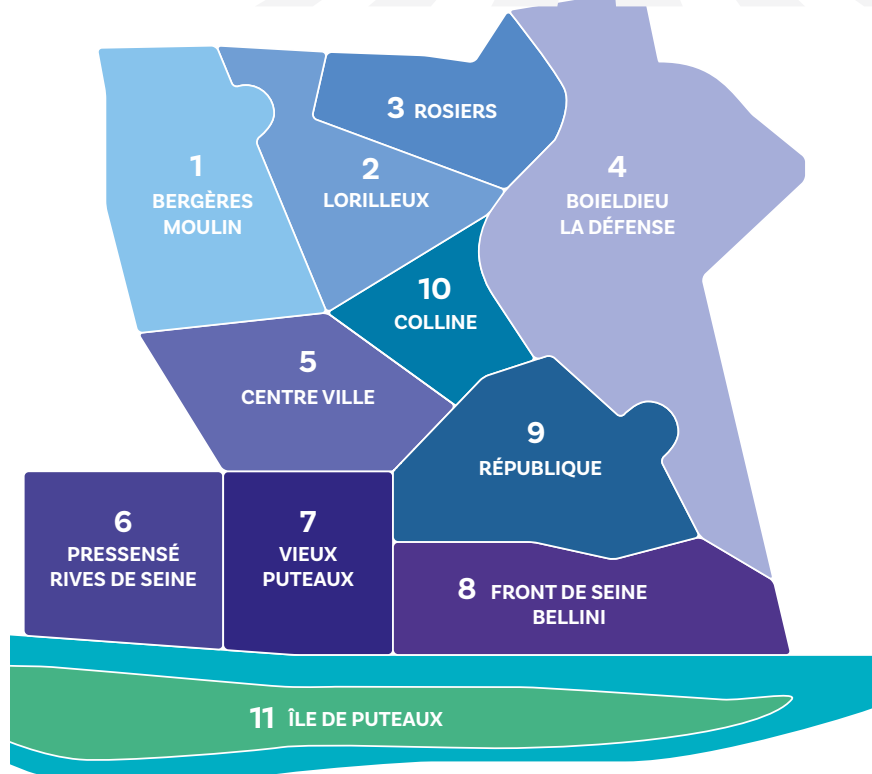 3 ROSIERS
1
BERGÈRES
MOULIN
2
LORILLEUX
4
BOIELDIEU
LA DÉFENSE
10
COLLINE
5
CENTRE VILLE
9
RÉPUBLIQUE
6
PRESSENSÉ
RIVES DE SEINE
7
VIEUX
PUTEAUX
8 FRONT DE SEINE
BELLINI
11 ÎLE DE PUTEAUX